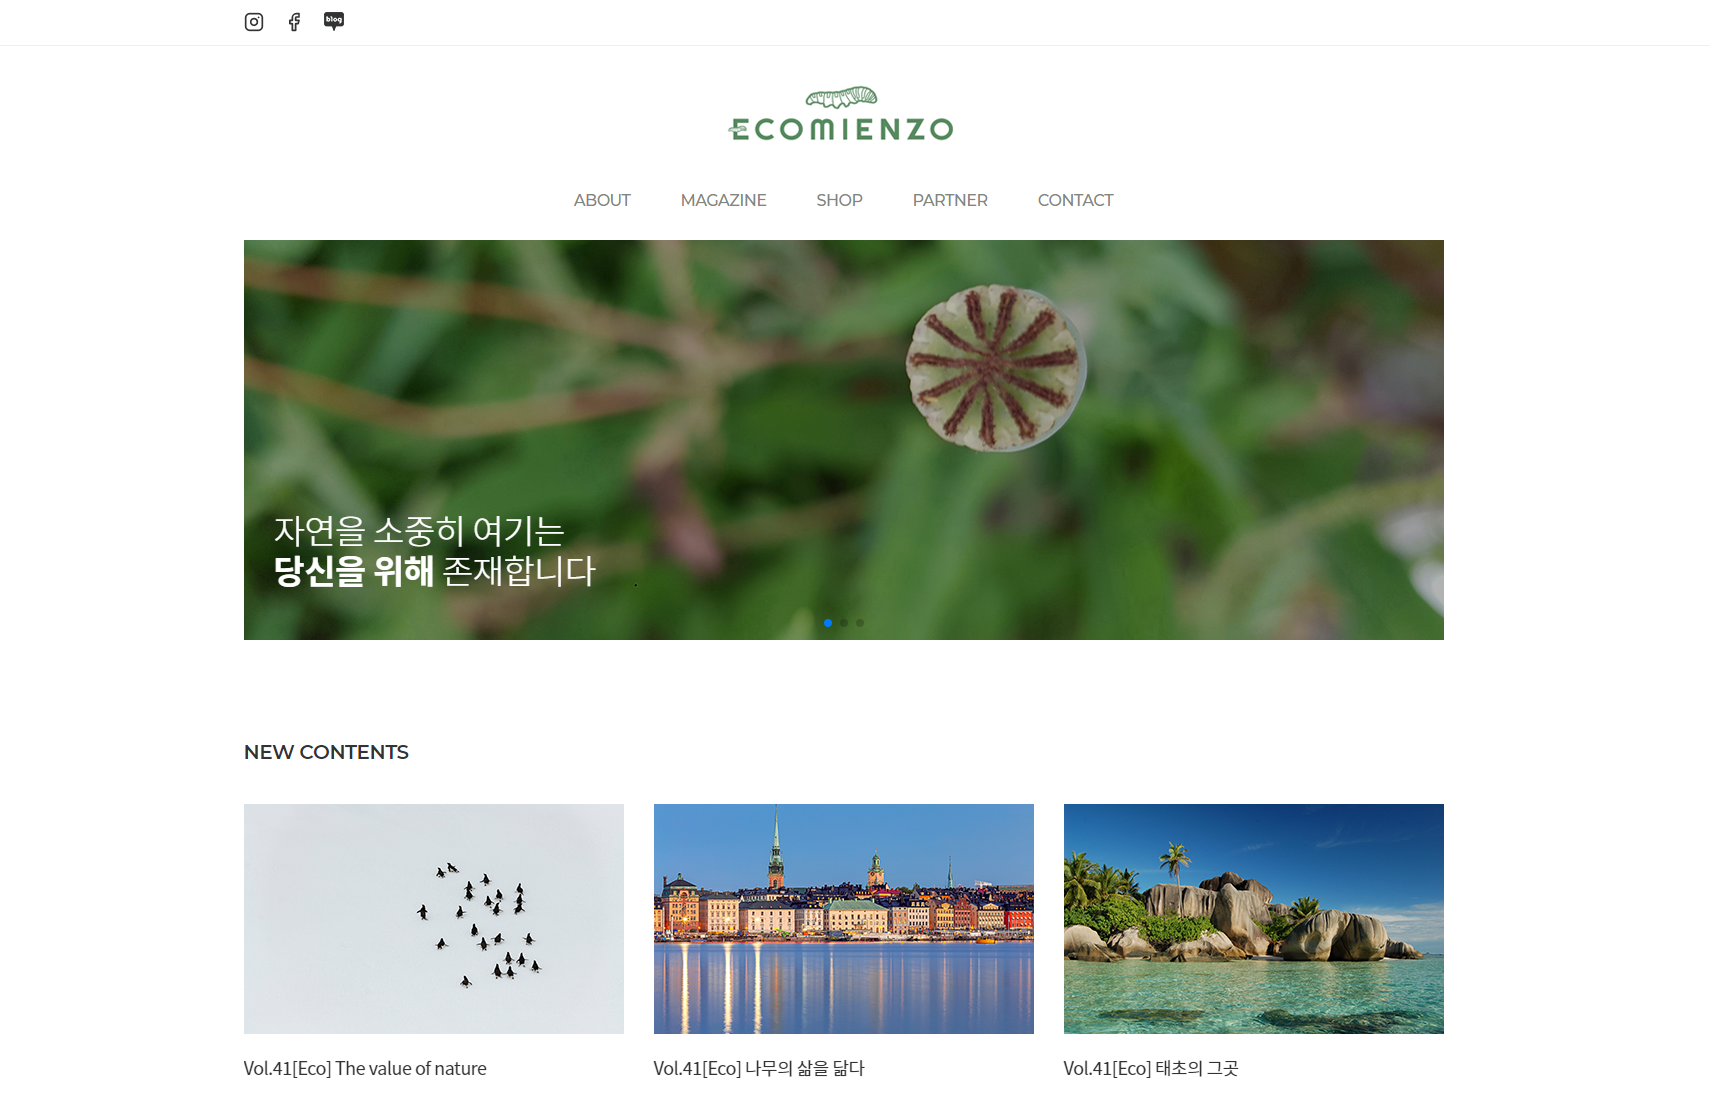 blog
ECOMIENZO
ABOUT MAGAZINE SHOP PARTNER CONTACT
자연을 소중히 여기는
당신을 위해 존재합니다
NEW CONTENTS
Vol.41[Eco] The value of nature
Vol.41[Eco] 나무의 삶을 닮다
Vol.41[Eco] 태초의 그곳